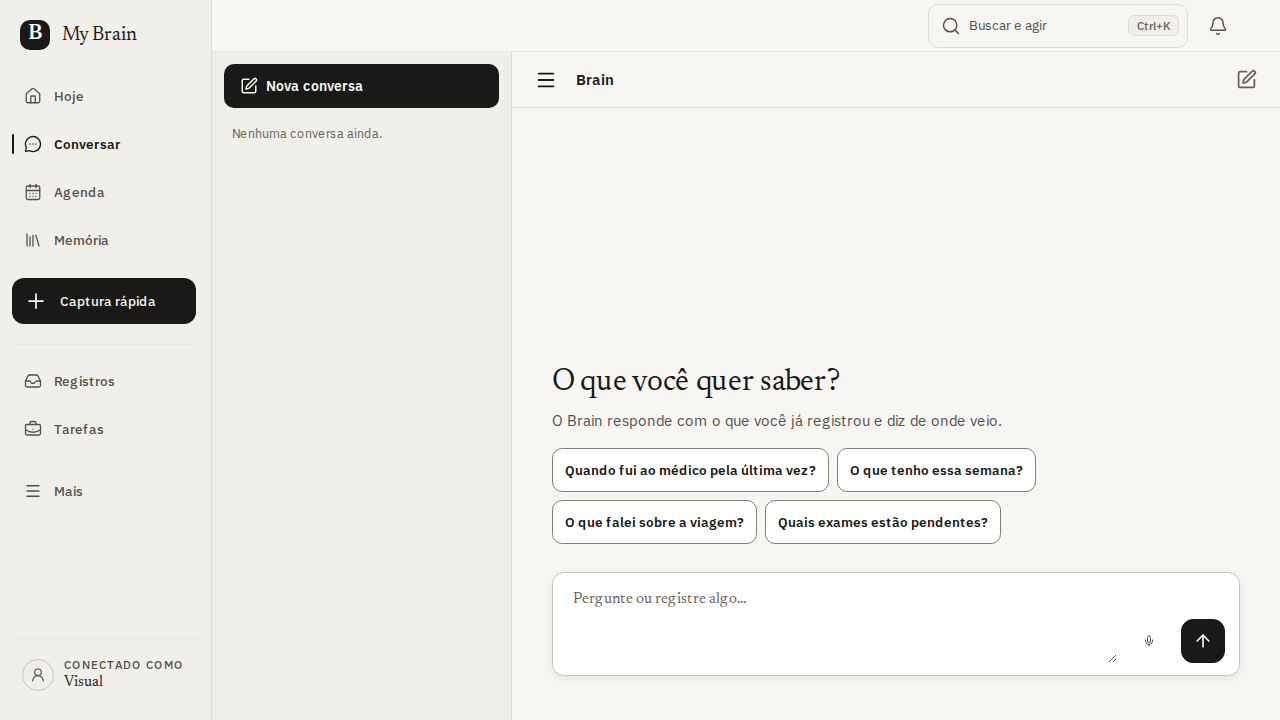 B My Brain
Hoje
Conversar
Agenda
Memória
Captura rápida
Registros
Tarefas
Mais
CONECTADO COMO
Visual
Buscar e agir Ctrl+K
Nova conversa
Nenhuma conversa ainda.
Brain
O que você quer saber?
O Brain responde com o que você já registrou e diz de onde veio.
Quando fui ao médico pela última vez? O que tenho essa semana?
O que falei sobre a viagem? Quais exames estão pendentes?
Pergunte ou registre algo...